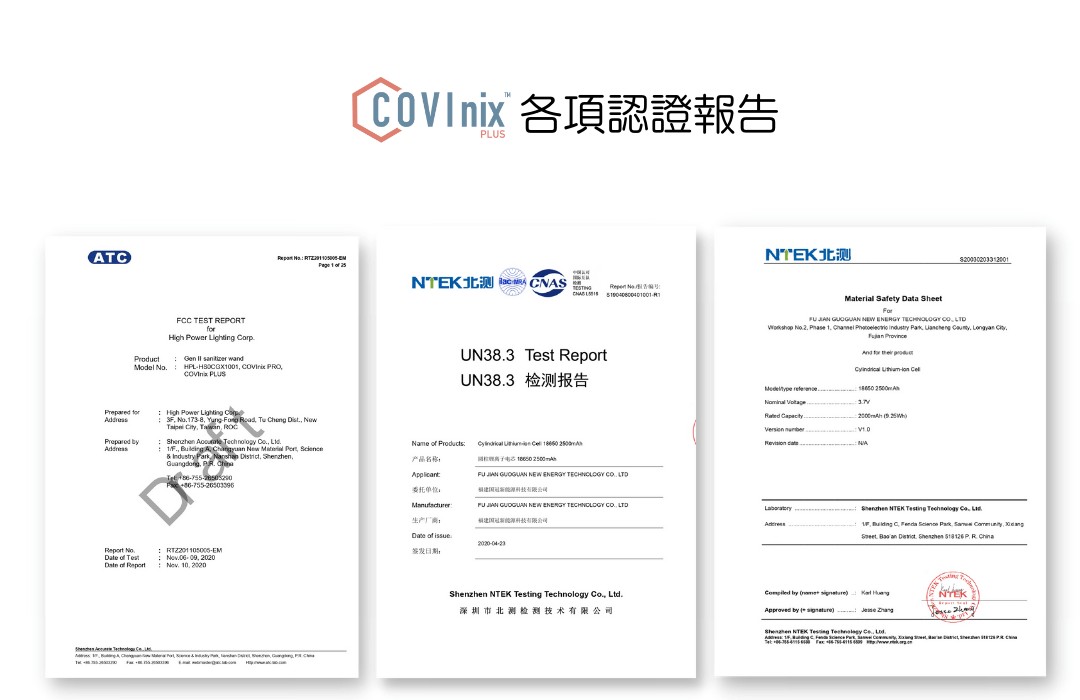 COVInix™ PLUS 各項認證報告
ATC
Report No.: RTZ201105005-EM
Page 1 of 25
FCC TEST REPORT
for
High Power Lighting Corp.
Product : Gen II sanitizer wand
Model No. : HPL-HS0CGX1001, COVInix PRO,
COVInix PLUS
Prepared for : High Power Lighting Corp.
Address : 3F, No.173-8, Yung-Fong Road, Tu Cheng Dist., New
Taipei City, Taiwan, ROC
Prepared by : Shenzhen Accurate Technology Co., Ltd.
Address : 1/F., Building A, Changyuan New Material Port, Science
& Industry Park, Nanshan District, Shenzhen,
Guangdong, P.R. China
Tel: +86-755-26503290
Fax: +86-755-26503396
Draft
Report No. : RTZ201105005-EM
Date of Test : Nov.06- 09, 2020
Date of Report : Nov. 10, 2020
Shenzhen Accurate Technology Co., Ltd.
Address: 1/F., Building A, Changyuan New Material Port, Science & Industry Park, Nanshan District, Shenzhen, Guangdong, P.R. China
Tel: +86-755-26503290 Fax: +86-755-26503396 E-mail: webmaster@atc-lab.com Http://www.atc-lab.com
NTEK北测 ilac-MRA CNAS
中国认可
国际互认
检测
TESTING
CNAS L5516
Report No./报告编号:
S19040800401001-R1
UN38.3 Test Report
UN38.3 检测报告
Name of Products: Cylindrical Lithium-ion Cell 18650 2500mAh
产品名称: 圆柱锂离子电芯 18650 2500mAh
Applicant: FU JIAN GUOGUAN NEW ENERGY TECHNOLOGY CO., LTD
委托单位: 福建国冠新能源科技有限公司
Manufacturer: FU JIAN GUOGUAN NEW ENERGY TECHNOLOGY CO., LTD
生产厂商: 福建国冠新能源科技有限公司
Date of issue:
2020-04-23
签发日期:
Shenzhen NTEK Testing Technology Co., Ltd.
深圳市北测检测技术有限公司
NTEK北测
S20030203312001
Material Safety Data Sheet
For
FU JIAN GUOGUAN NEW ENERGY TECHNOLOGY CO., LTD
Workshop No.2, Phase 1, Channel Photoelectric Industry Park, Liancheng County, Longyan City,
Fujian Province
And for their product
Cylindrical Lithium-ion Cell
Model/type reference: 18650 2500mAh
Nominal Voltage: 3.7V
Rated Capacity: 2000mAh (9.25Wh)
Version number: V1.0
Revision date: N/A
Laboratory: Shenzhen NTEK Testing Technology Co., Ltd.
Address: 1/F, Building C, Fenda Science Park, Sanwei Community, Xixiang
Street, Bao'an District, Shenzhen 518126 P. R. China
Compiled by (name+ signature): Karl Huang
Approved by (+ signature): Jesse Zhang
NTEK
Shenzhen NTEK Testing Technology Co., Ltd.
Address: 1/F, Building C, Fenda Science Park, Sanwei Community, Xixiang Street, Bao'an District, Shenzhen 518126 P.R. China
Tel: +86-755-6115 6588 Fax: +86-755-6115 6599 Http://www.ntek.org.cn